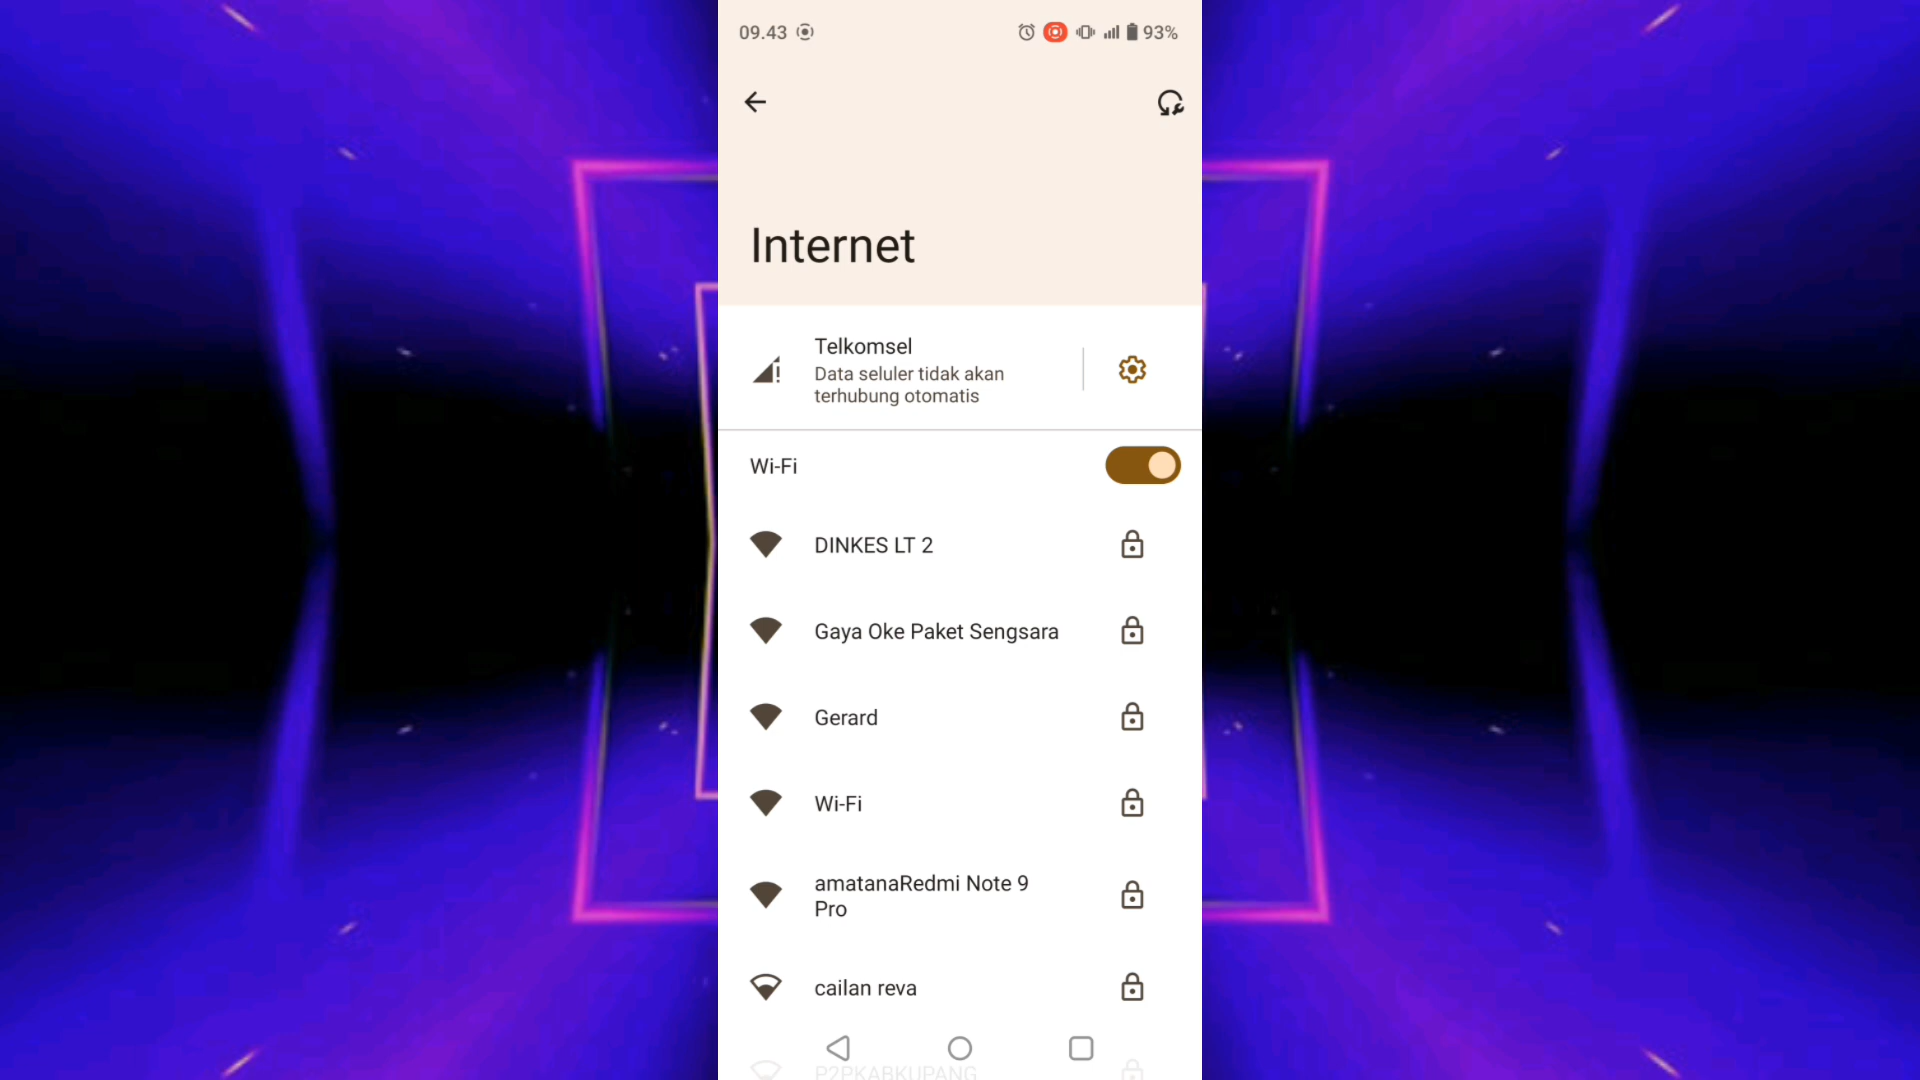 09.43
93%
Internet
Telkomsel
Data seluler tidak akan
terhubung otomatis
Wi-Fi
DINKES LT 2
Gaya Oke Paket Sengsara
Gerard
Wi-Fi
amatanaRedmi Note 9
Pro
cailan reva
P2PKABKUPANG